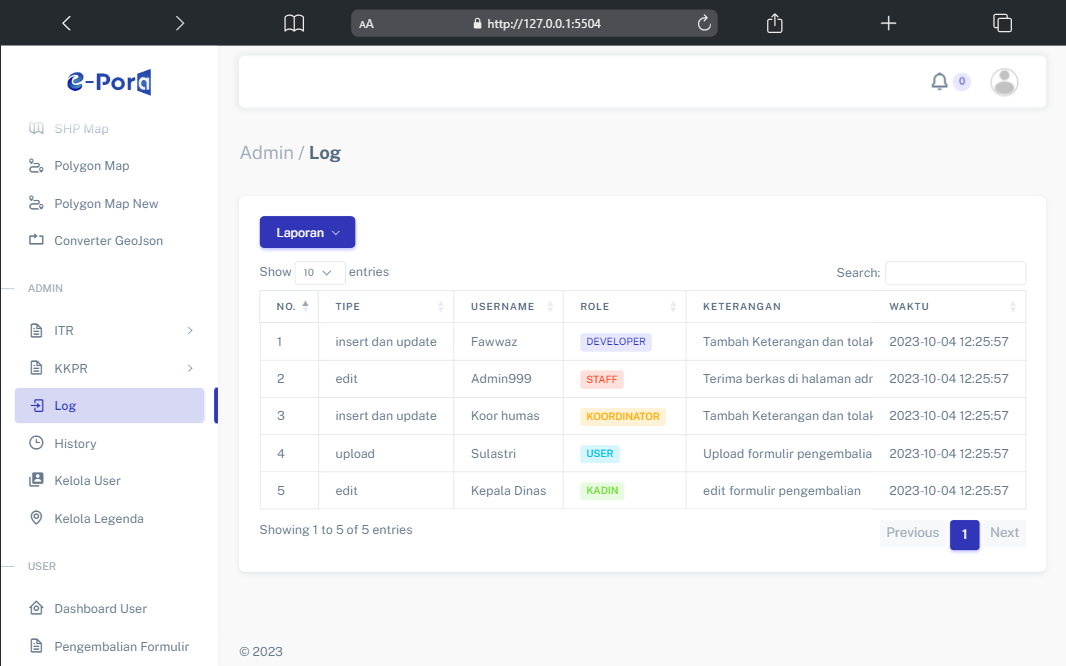 AA http://127.0.0.1:5504
e-Pora
0
SHP Map
Polygon Map
Polygon Map New
Converter GeoJson
ADMIN
ITR
KKPR
Log
History
Kelola User
Kelola Legenda
USER
Dashboard User
Pengembalian Formulir
Admin / Log
Laporan
Show 10 entries
Search:
NO. TIPE USERNAME ROLE KETERANGAN WAKTU
1 insert dan update Fawwaz DEVELOPER Tambah Keterangan dan tolak 2023-10-04 12:25:57
2 edit Admin999 STAFF Terima berkas di halaman adr 2023-10-04 12:25:57
3 insert dan update Koor humas KOORDINATOR Tambah Keterangan dan tolak 2023-10-04 12:25:57
4 upload Sulastri USER Upload formulir pengembalia 2023-10-04 12:25:57
5 edit Kepala Dinas KADIN edit formulir pengembalian 2023-10-04 12:25:57
Showing 1 to 5 of 5 entries
Previous 1 Next
© 2023